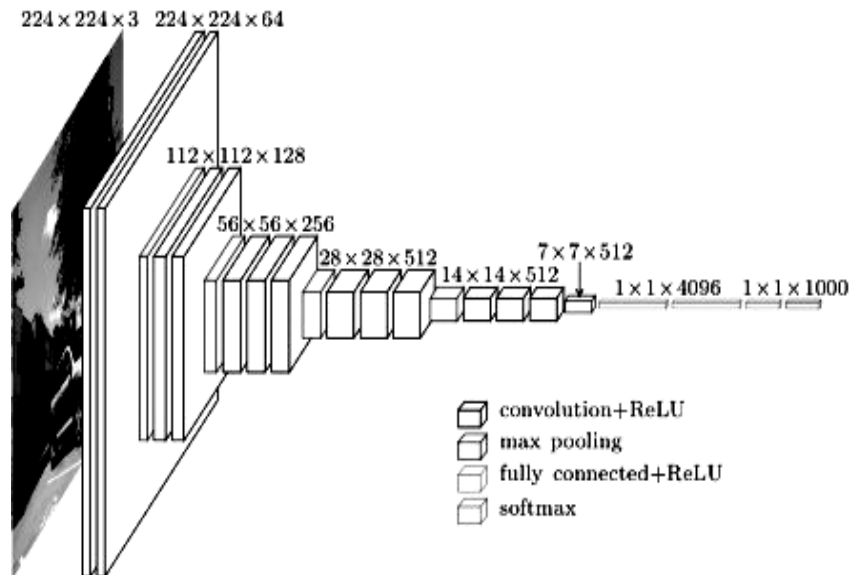 224×224×3
224×224×64
112×112×128
56×56×256
28×28×512
14×14×512
7×7×512
1×1×4096
1×1×1000
convolution+ReLU
max pooling
fully connected+ReLU
softmax